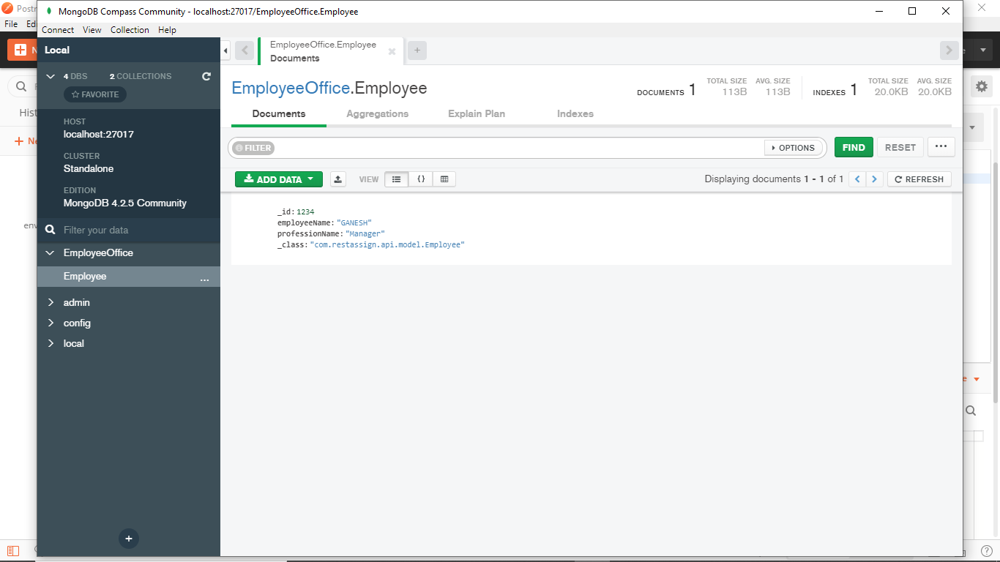 Postm
MongoDB Compass Community - localhost:27017/EmployeeOffice.Employee
File Ed
Connect View Collection Help
N
Local
EmployeeOffice.Employee
Documents
4 DBS 2 COLLECTIONS
FAVORITE
EmployeeOffice.Employee
DOCUMENTS 1 TOTAL SIZE 113B AVG. SIZE 113B INDEXES 1 TOTAL SIZE 20.0KB AVG. SIZE 20.0KB
Hist
Documents Aggregations Explain Plan Indexes
HOST
localhost:27017
Ne
FILTER OPTIONS FIND RESET ...
CLUSTER
Standalone
ADD DATA VIEW {} Displaying documents 1 - 1 of 1 REFRESH
EDITION
MongoDB 4.2.5 Community
_id: 1234
employeeName: "GANESH"
professionName: "Manager"
_class: "com.restassign.api.model.Employee"
env
Filter your data
EmployeeOffice
Employee ...
admin
config
local